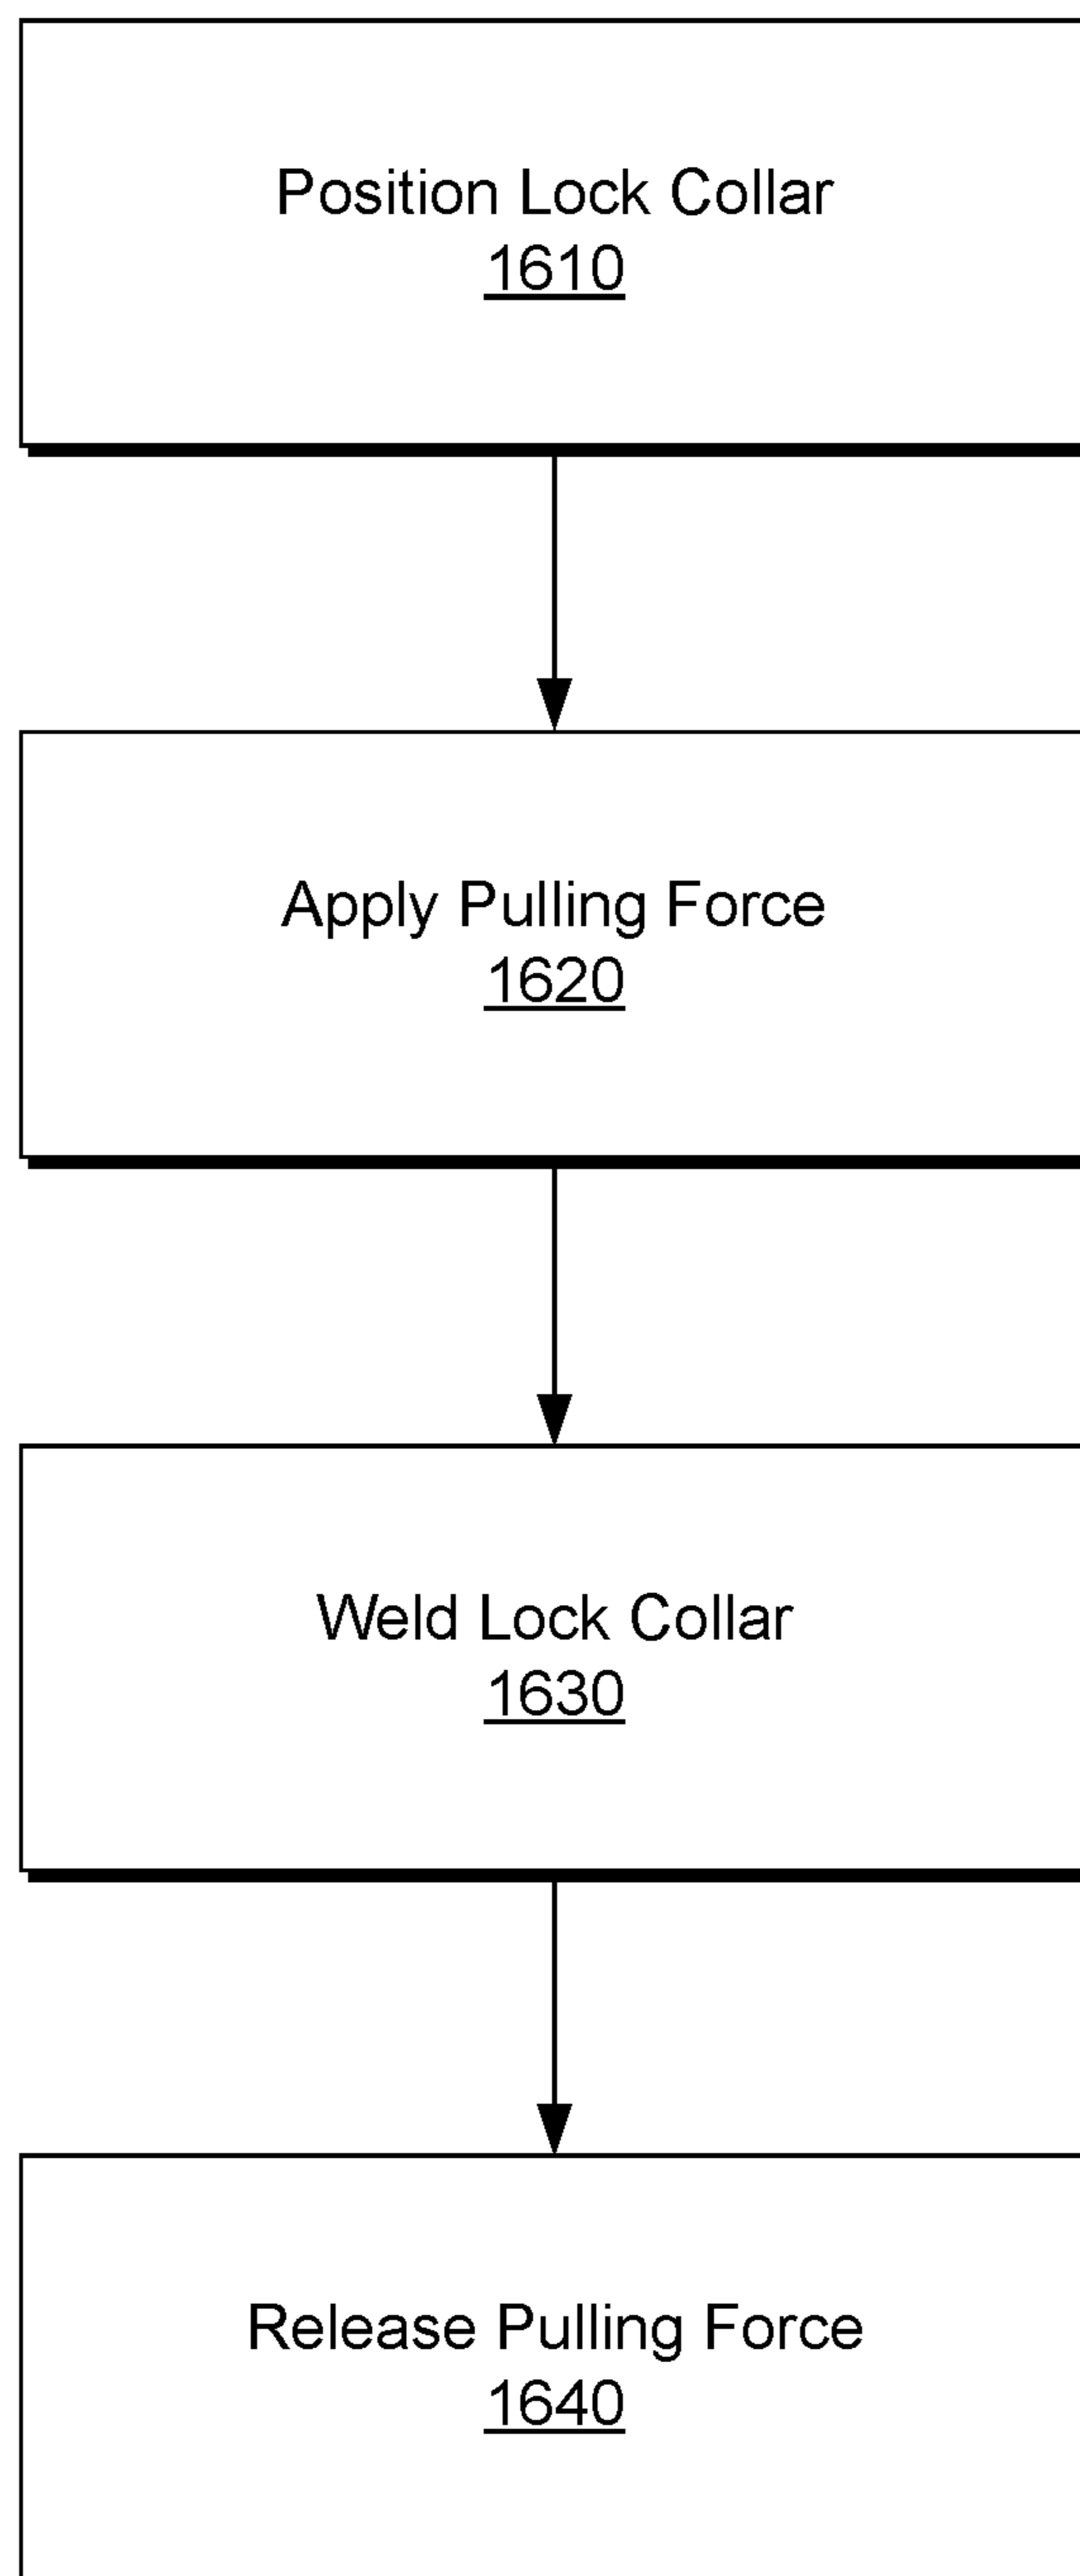 Position Lock Collar
1610
Apply Pulling Force
1620
Weld Lock Collar
1630
Release Pulling Force
1640